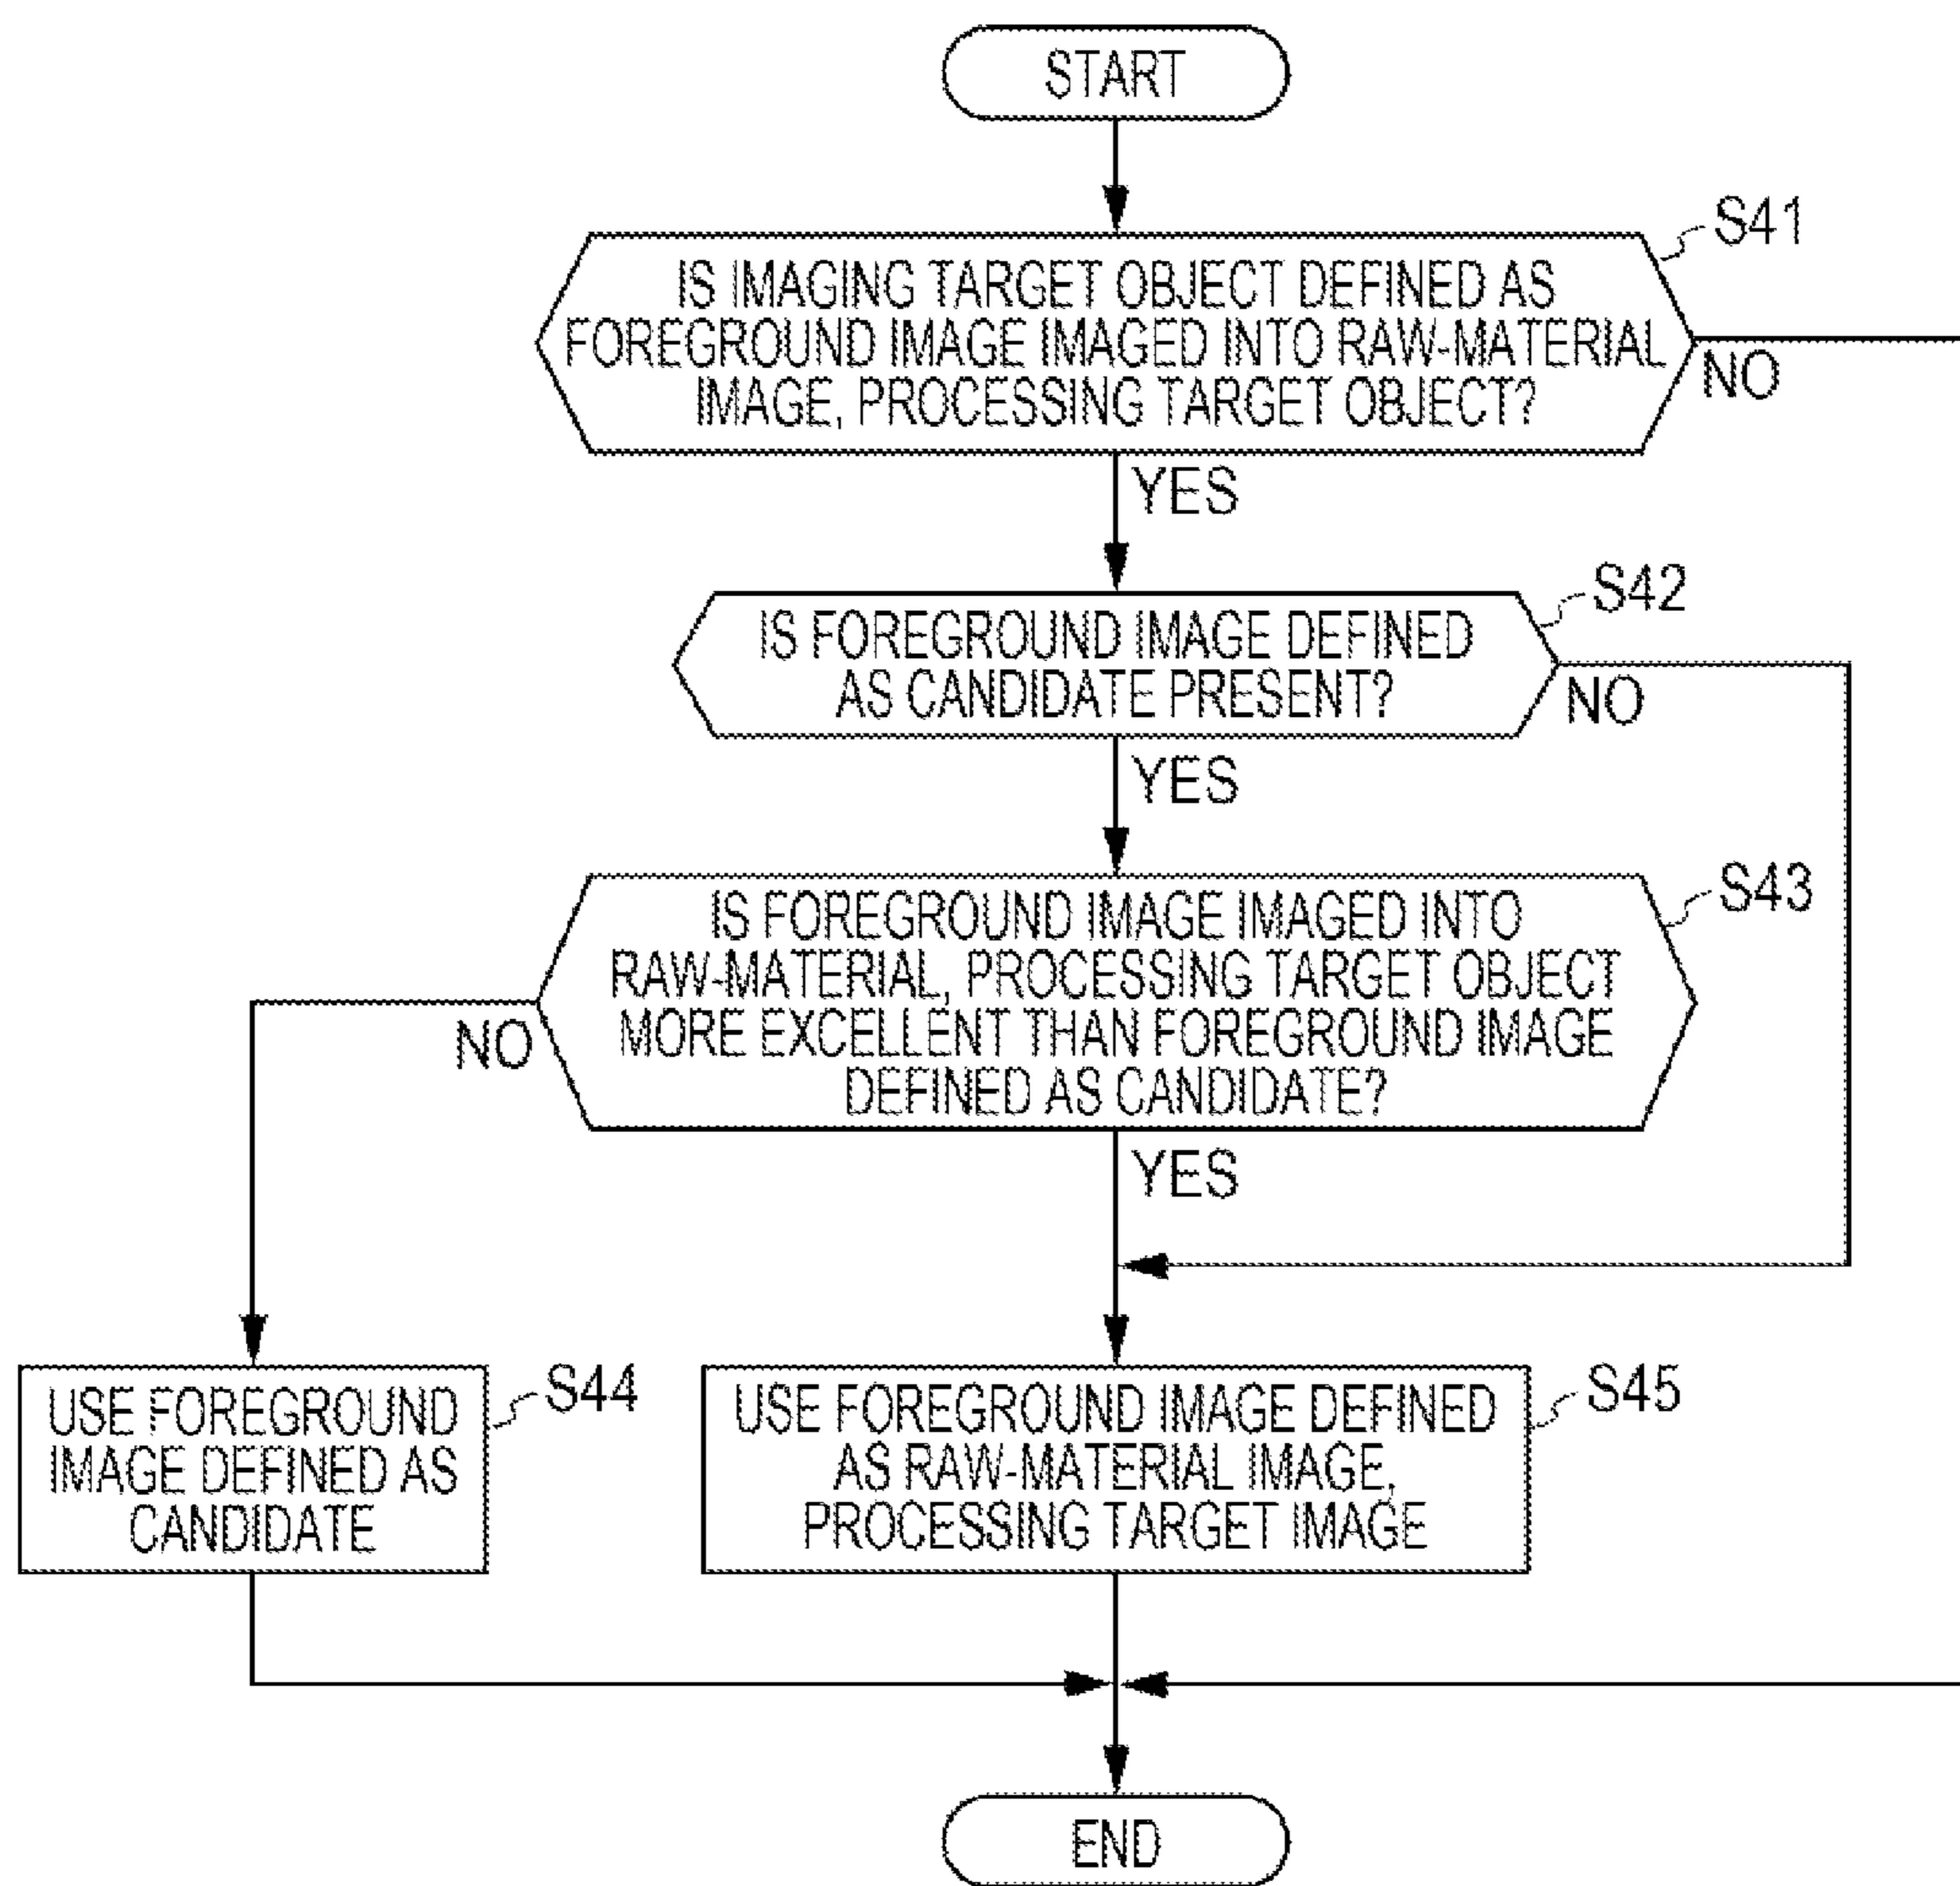 START
S41
IS IMAGING TARGET OBJECT DEFINED AS
FOREGROUND IMAGE IMAGED INTO RAW-MATERIAL
IMAGE, PROCESSING TARGET OBJECT?
NO
YES
S42
IS FOREGROUND IMAGE DEFINED
AS CANDIDATE PRESENT?
NO
YES
S43
IS FOREGROUND IMAGE IMAGED INTO
RAW-MATERIAL, PROCESSING TARGET OBJECT
MORE EXCELLENT THAN FOREGROUND IMAGE
DEFINED AS CANDIDATE?
NO
YES
S44
USE FOREGROUND
IMAGE DEFINED AS
CANDIDATE
S45
USE FOREGROUND IMAGE DEFINED
AS RAW-MATERIAL IMAGE,
PROCESSING TARGET IMAGE
END